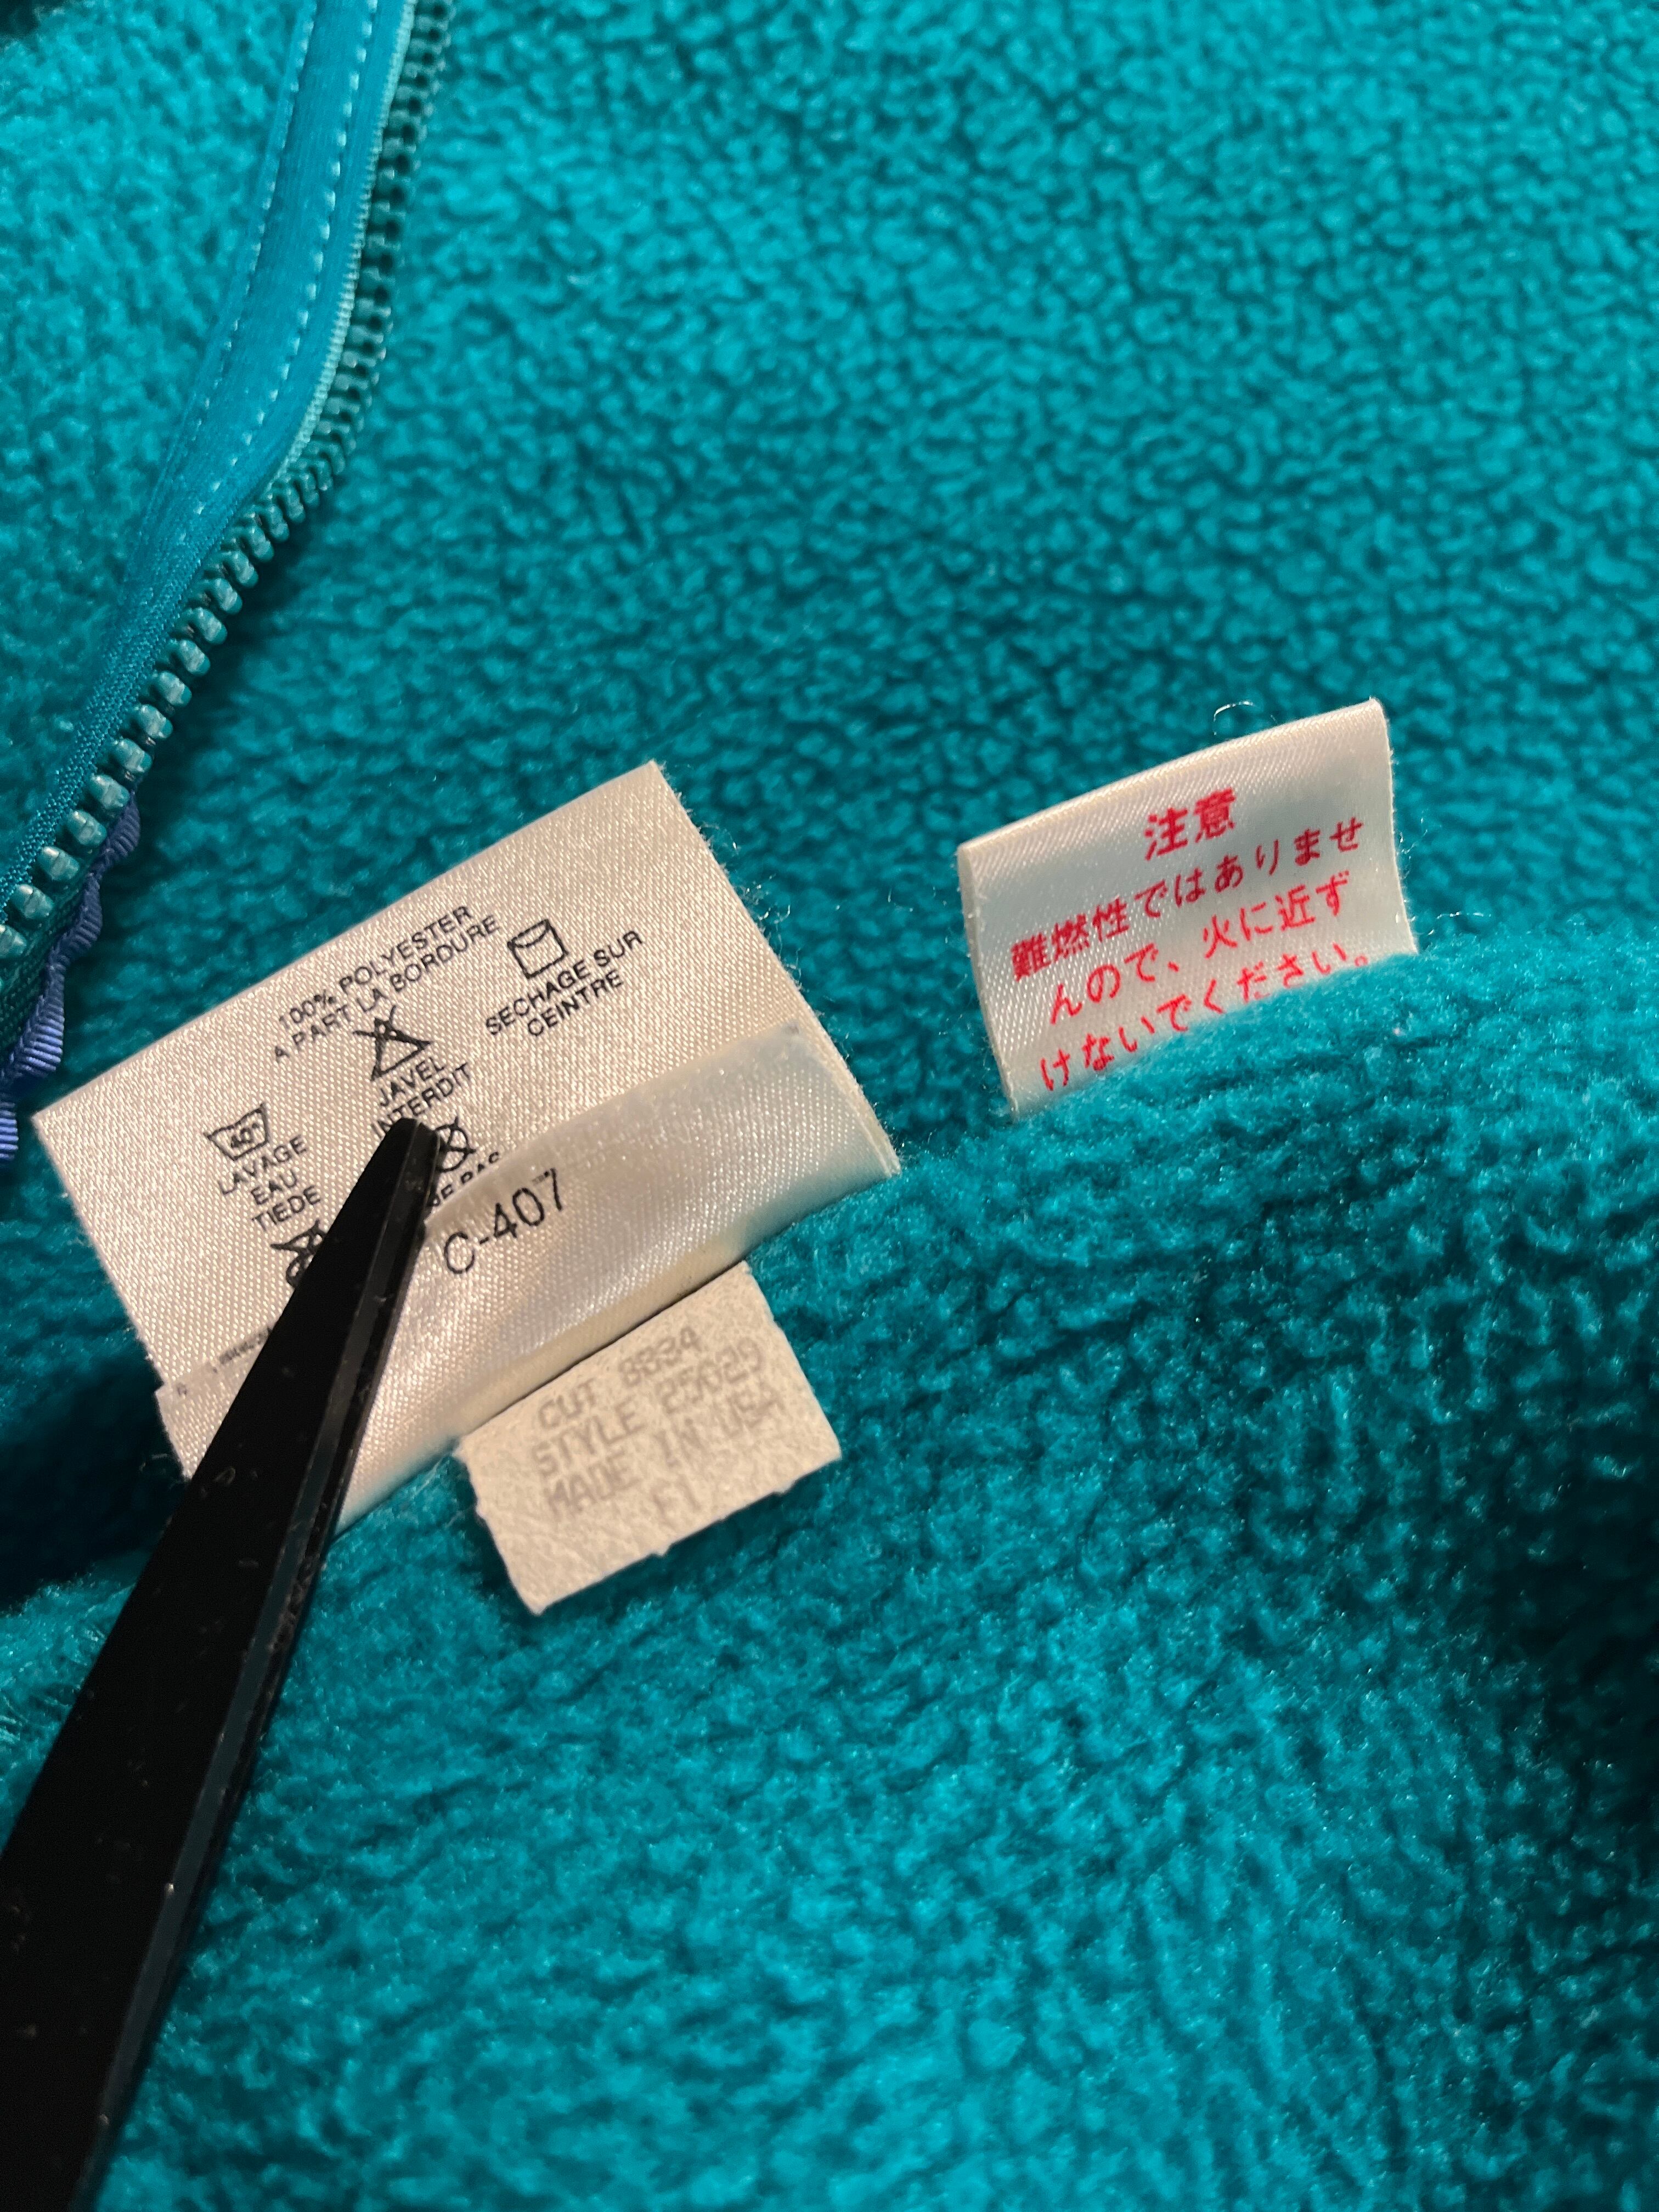 100% POLYESTER
A PART LA BORDURE
JAVEL
INTERDIT
SECHAGE SUR
CEINTRE
40°
LAVAGE
EAU
TIEDE
PAS
C-407
CUT 8834
STYLE 25029
MADE IN USA
注意
難燃性ではありませ
んので、火に近ず
けないでください。